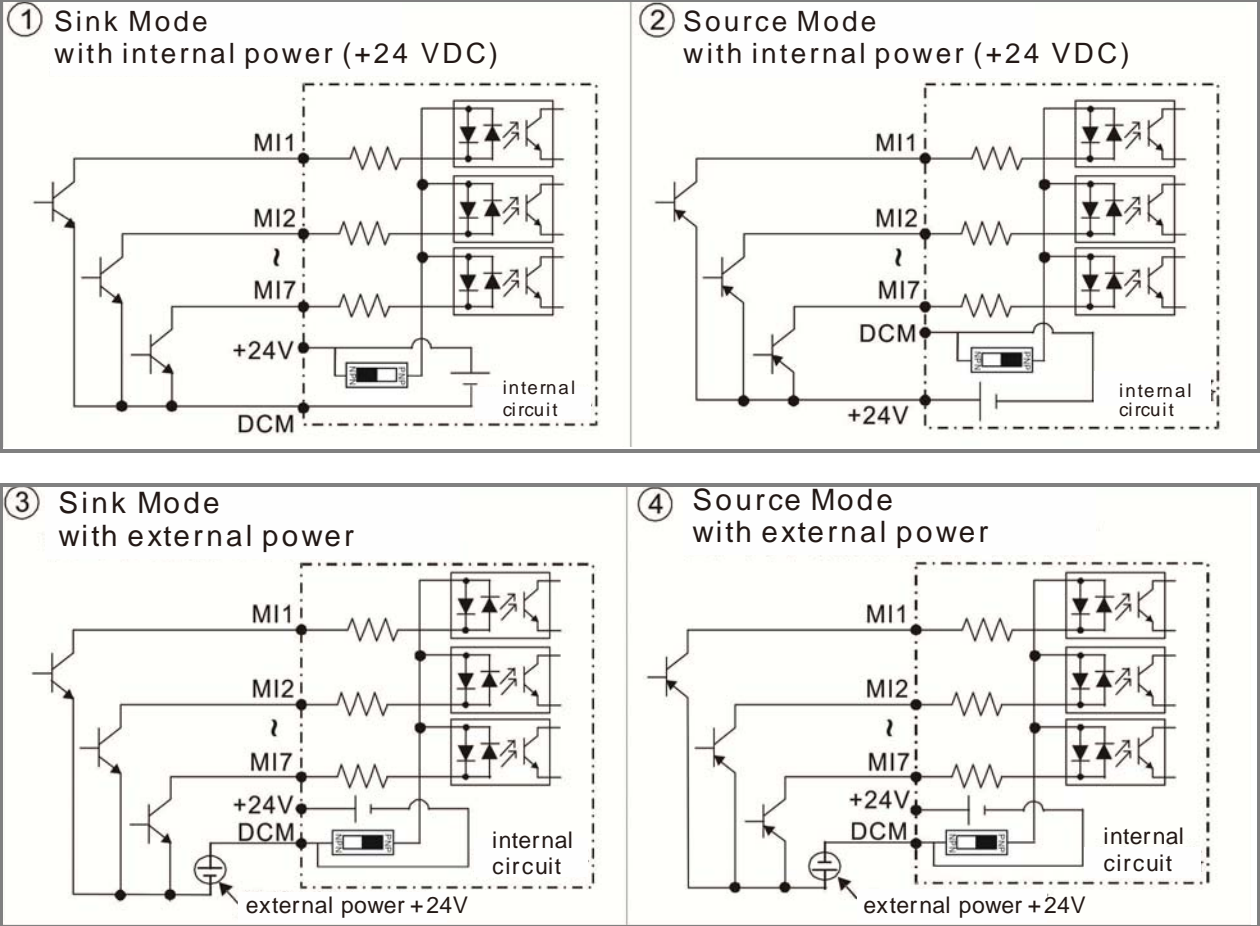 1 Sink Mode
with internal power (+24 VDC)
MI1
MI2
~
MI7
+24V
NPN PNP
internal
circuit
DCM
2 Source Mode
with internal power (+24 VDC)
MI1
MI2
~
MI7
DCM
NPN PNP
internal
circuit
+24V
3 Sink Mode
with external power
MI1
MI2
~
MI7
+24V
DCM
NPN PNP
internal
circuit
external power +24V
4 Source Mode
with external power
MI1
MI2
~
MI7
+24V
DCM
NPN PNP
internal
circuit
external power +24V